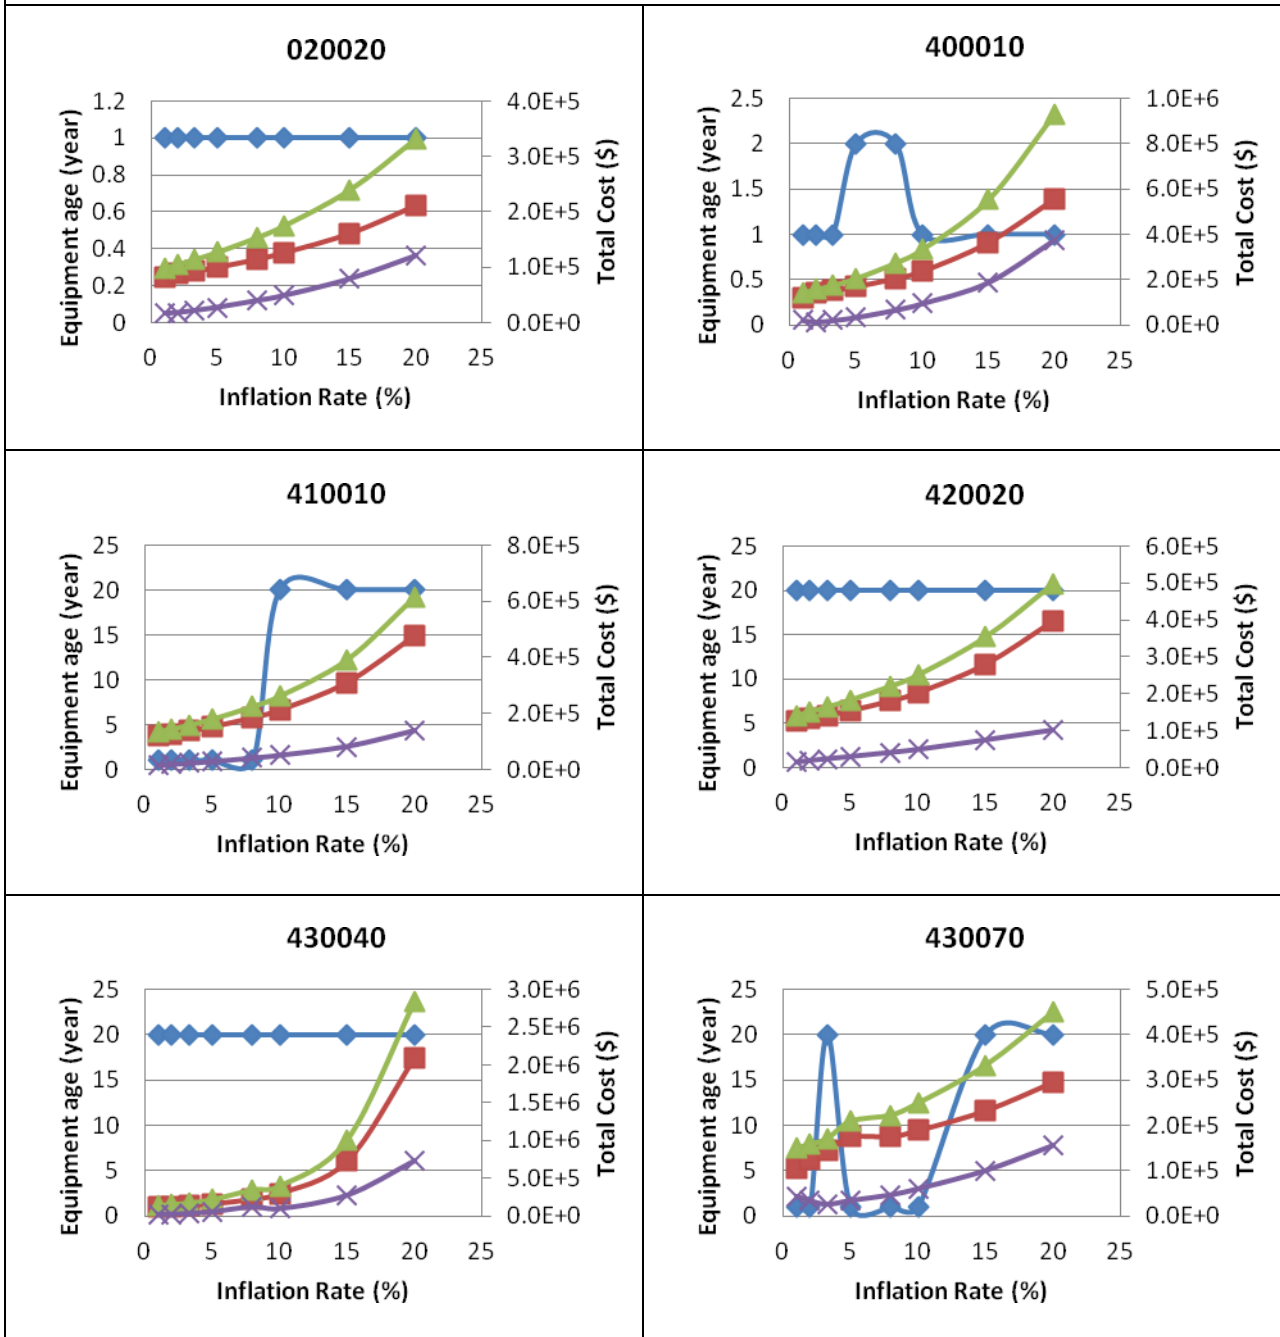 020020
Equipment age (year)
1.2
1
0.8
0.6
0.4
0.2
0
4.0E+5
3.0E+5
2.0E+5
1.0E+5
0.0E+0
Total Cost ($)
0 5 10 15 20 25
Inflation Rate (%)
400010
Equipment age (year)
2.5
2
1.5
1
0.5
0
1.0E+6
8.0E+5
6.0E+5
4.0E+5
2.0E+5
0.0E+0
Total Cost ($)
0 5 10 15 20 25
Inflation Rate (%)
410010
Equipment age (year)
25
20
15
10
5
0
8.0E+5
6.0E+5
4.0E+5
2.0E+5
0.0E+0
Total Cost ($)
0 5 10 15 20 25
Inflation Rate (%)
420020
Equipment age (year)
25
20
15
10
5
0
6.0E+5
5.0E+5
4.0E+5
3.0E+5
2.0E+5
1.0E+5
0.0E+0
Total Cost ($)
0 5 10 15 20 25
Inflation Rate (%)
430040
Equipment age (year)
25
20
15
10
5
0
3.0E+6
2.5E+6
2.0E+6
1.5E+6
1.0E+6
5.0E+5
0.0E+0
Total Cost ($)
0 5 10 15 20 25
Inflation Rate (%)
430070
Equipment age (year)
25
20
15
10
5
0
5.0E+5
4.0E+5
3.0E+5
2.0E+5
1.0E+5
0.0E+0
Total Cost ($)
0 5 10 15 20 25
Inflation Rate (%)